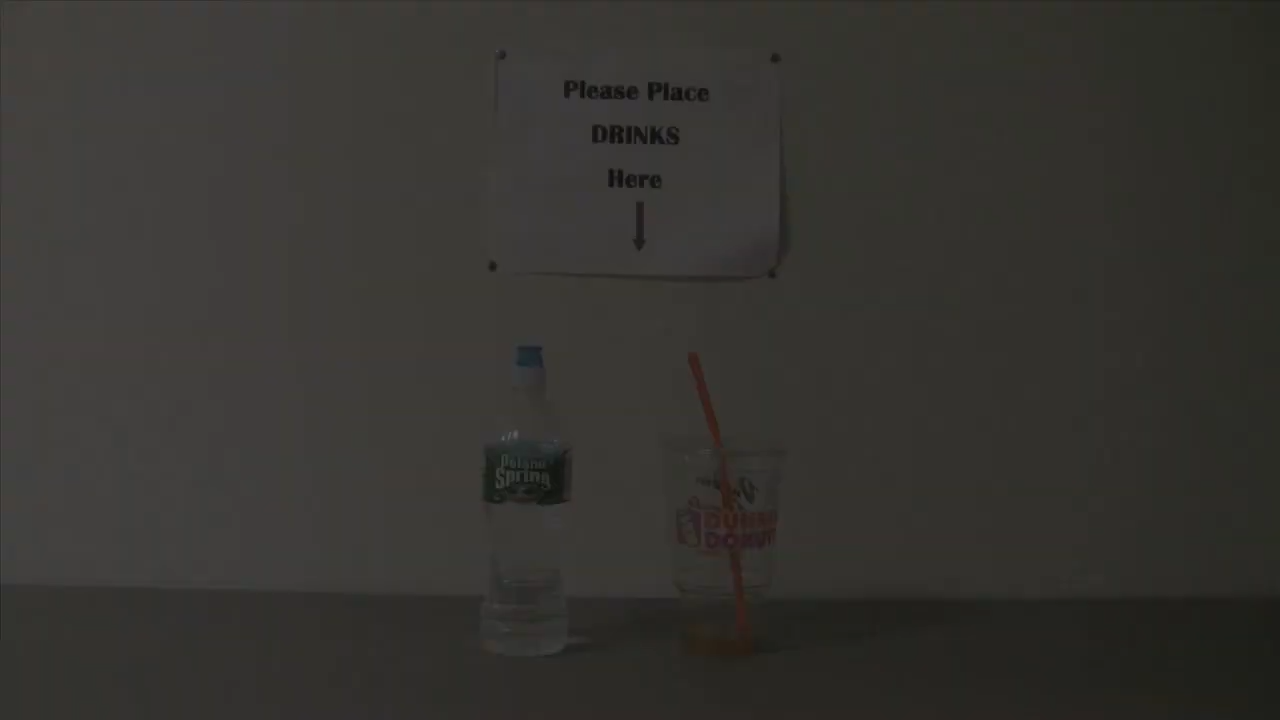 Please Place
DRINKS
Here
Poland
Spring
DUNKIN'
DONUTS